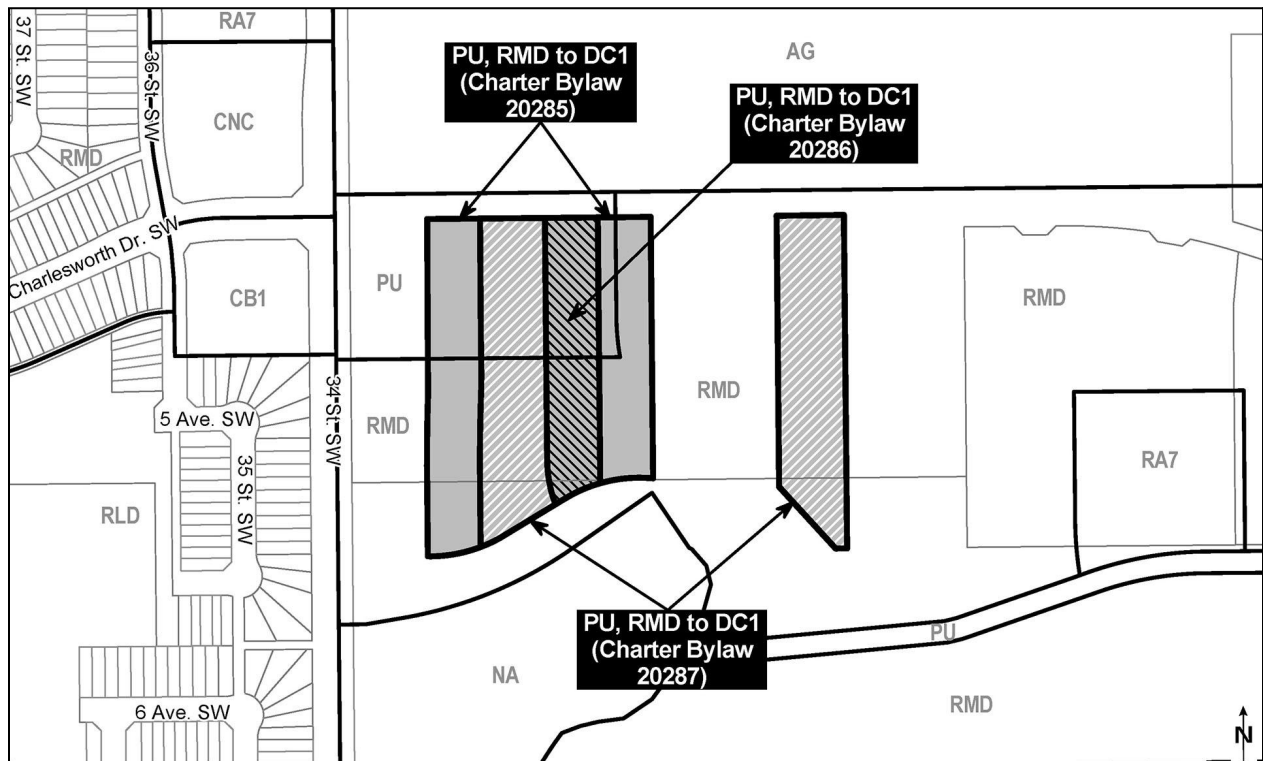 37 St. SW
36 St. SW
RA7
CNC
RMD
Charlesworth Dr. SW
CB1
PU, RMD to DC1
(Charter Bylaw
20285)
PU, RMD to DC1
(Charter Bylaw
20286)
AG
PU
RMD
RMD
RMD
RA7
34 St. SW
5 Ave. SW
35 St. SW
RLD
6 Ave. SW
PU, RMD to DC1
(Charter Bylaw
20287)
NA
PU
RMD
N